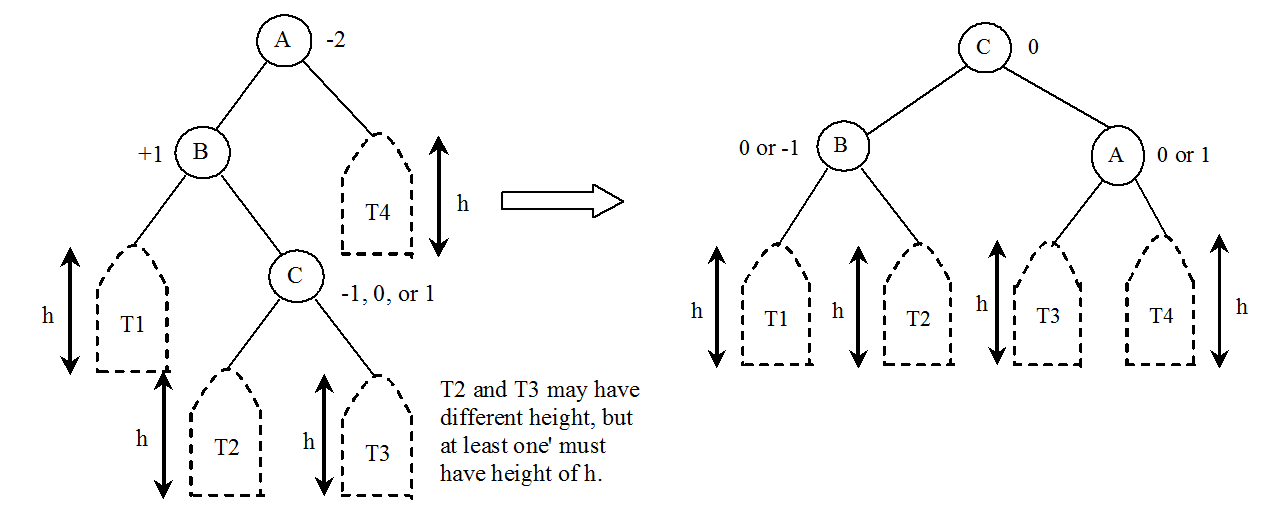 A
-2
C
0
+1
B
0 or -1
B
A
0 or 1
T4
h
h
T1
C
-1, 0, or 1
h
T1
h
T2
h
T3
T4
h
h
T2
h
T3
T2 and T3 may have
different height, but
at least one' must
have height of h.